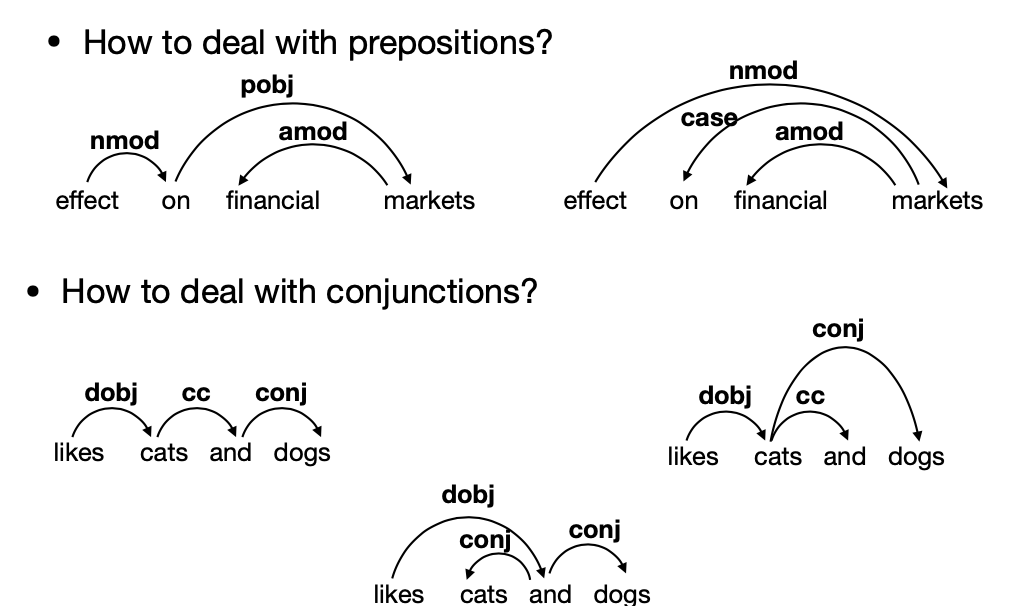 • How to deal with prepositions?
pobj
nmod
amod
effect on financial markets
nmod
case
amod
effect on financial markets
• How to deal with conjunctions?
dobj cc conj
likes cats and dogs
conj
dobj cc
likes cats and dogs
dobj
conj conj
likes cats and dogs